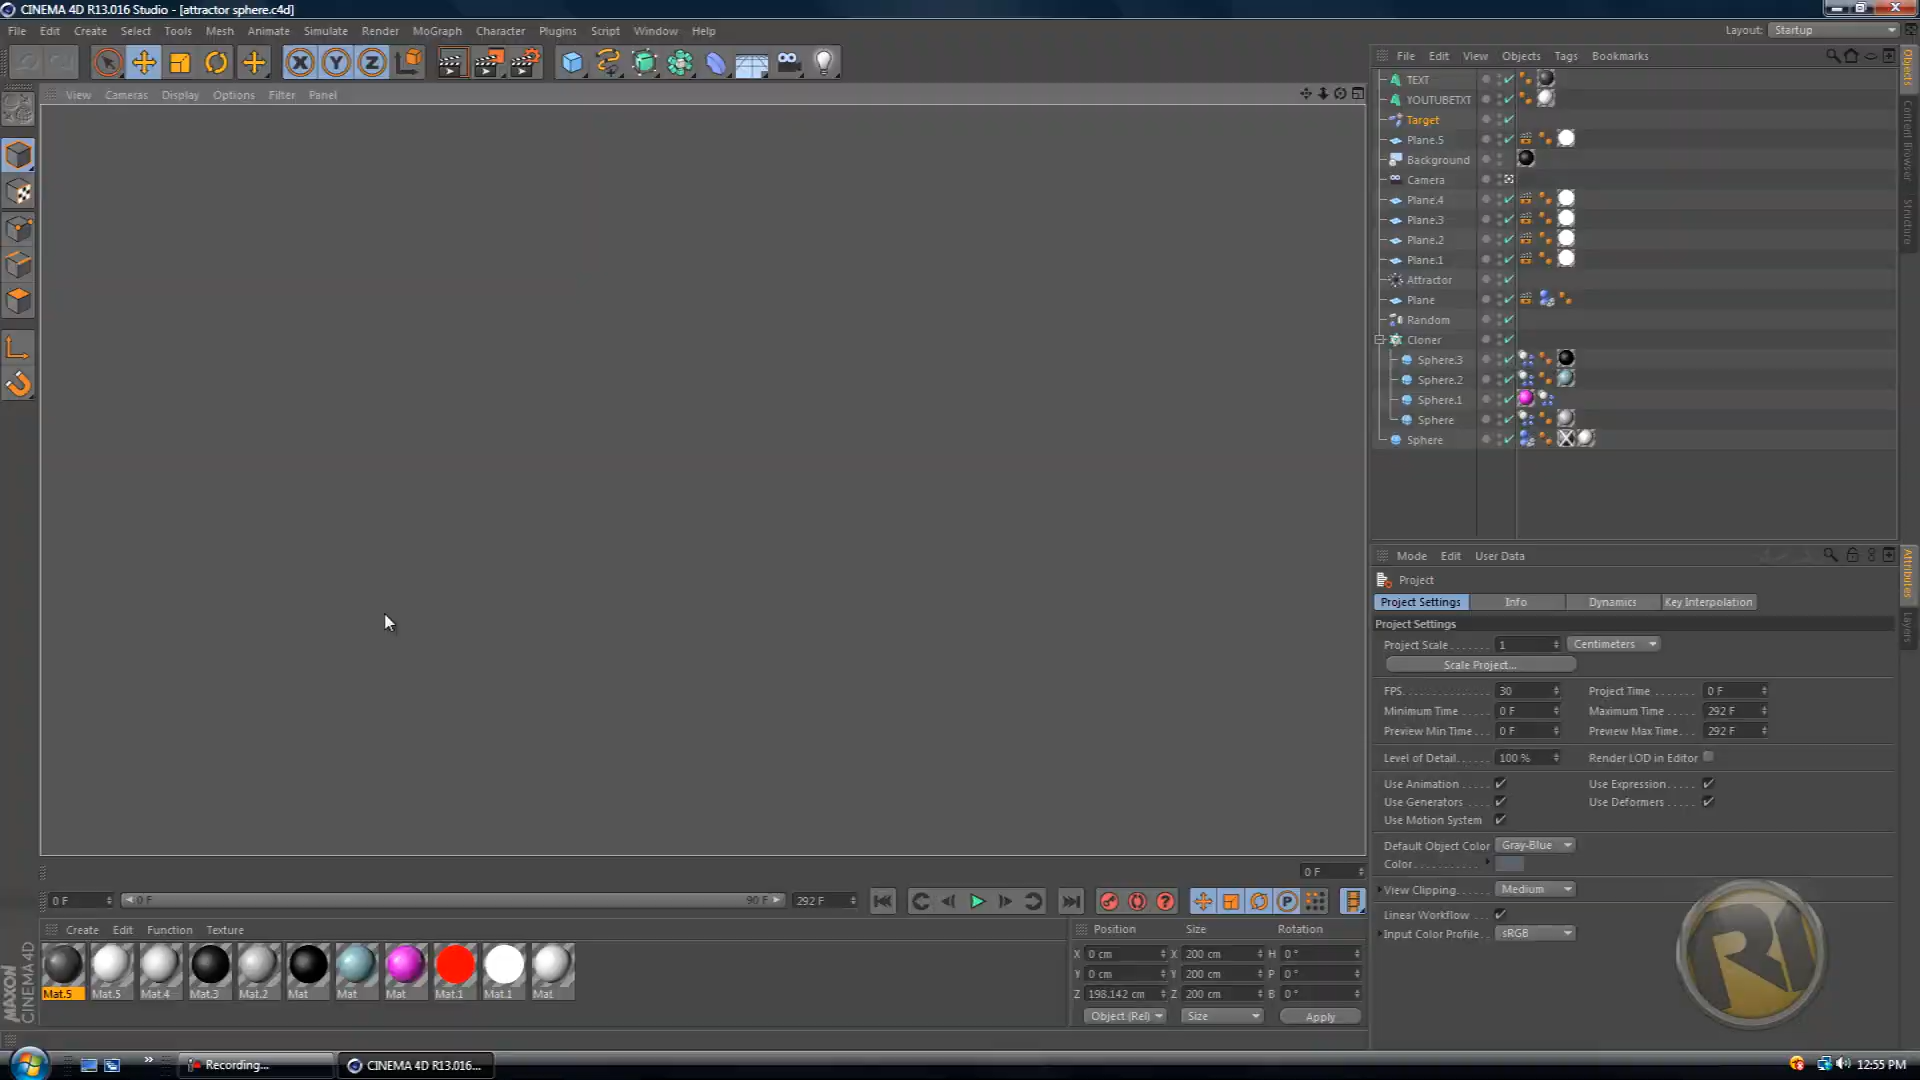 CINEMA 4D R13.016 Studio - [attractor sphere.c4d]
File Edit Create Select Tools Mesh Animate Simulate Render MoGraph Character Plugins Script Window Help
Layout: Startup
View Cameras Display Options Filter Panel
File Edit View Objects Tags Bookmarks
TEXT
YOUTUBETXT
Target
Plane.5
Background
Camera
Plane.4
Plane.3
Plane.2
Plane.1
Attractor
Plane
Random
Cloner
Sphere.3
Sphere.2
Sphere.1
Sphere
Sphere
Objects
Content Browser
Structure
Mode Edit User Data
Project
Project Settings Info Dynamics Key Interpolation
Project Settings
Project Scale 1 Centimeters
Scale Project...
FPS 30 Project Time 0 F
Minimum Time 0 F Maximum Time 292 F
Preview Min Time 0 F Preview Max Time 292 F
Level of Detail 100 % Render LOD in Editor
Use Animation Use Expression
Use Generators Use Deformers
Use Motion System
Default Object Color Gray-Blue
Color
View Clipping Medium
Linear Workflow
Input Color Profile sRGB
Attributes
Layers
0 F
0 F 0 F 90 F 292 F
Create Edit Function Texture
Mat.5 Mat.5 Mat.4 Mat.3 Mat.2 Mat Mat Mat Mat.1 Mat.1 Mat
Position Size Rotation
X 0 cm X 200 cm H 0 °
Y 0 cm Y 200 cm P 0 °
Z 198.142 cm Z 200 cm B 0 °
Object (Rel) Size Apply
MAXON
CINEMA 4D
Recording...
CINEMA 4D R13.016...
12:55 PM